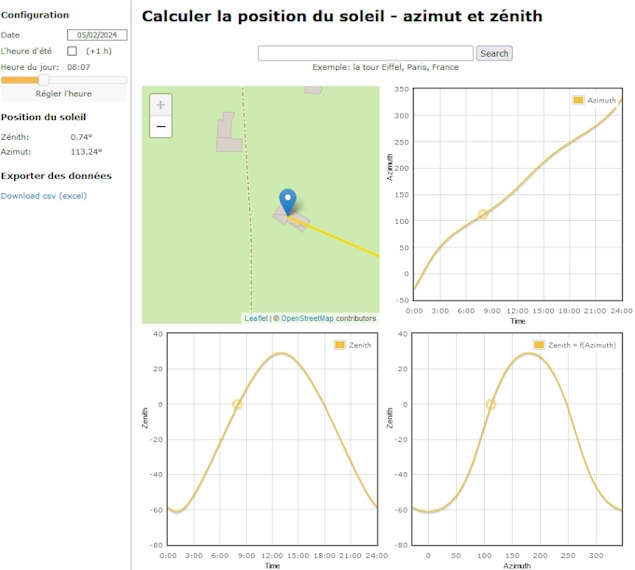 Configuration
Date 05/02/2024
L'heure d'été (+1 h)
Heure du jour: 08:07
Régler l'heure
Position du soleil
Zénith: 0.74°
Azimut: 113.24°
Exporter des données
Download csv (excel)
Calculer la position du soleil - azimut et zénith
Search
Exemple: la tour Eiffel, Paris, France
+
−
Leaflet | © OpenStreetMap contributors
Azimuth
350
300
250
200
150
100
50
0
-50
Azimuth
0:00 3:00 6:00 9:00 12:00 15:00 18:00 21:00 24:00
Time
Zenith
40
20
0
-20
-40
-60
-80
Zenith
0:00 3:00 6:00 9:00 12:00 15:00 18:00 21:00 24:00
Time
Zenith = f(Azimuth)
40
20
0
-20
-40
-60
-80
Zenith
0 50 100 150 200 250 300
Azimuth